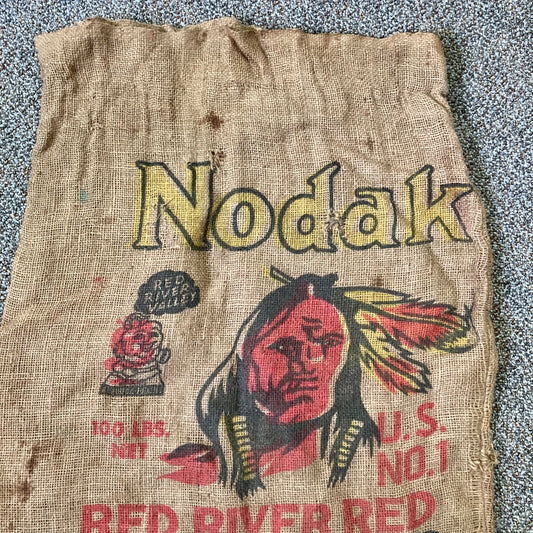 Nodak
RED
RIVER
VALLEY
100 LBS.
NET
U.S.
NO.1
RED RIVER RED